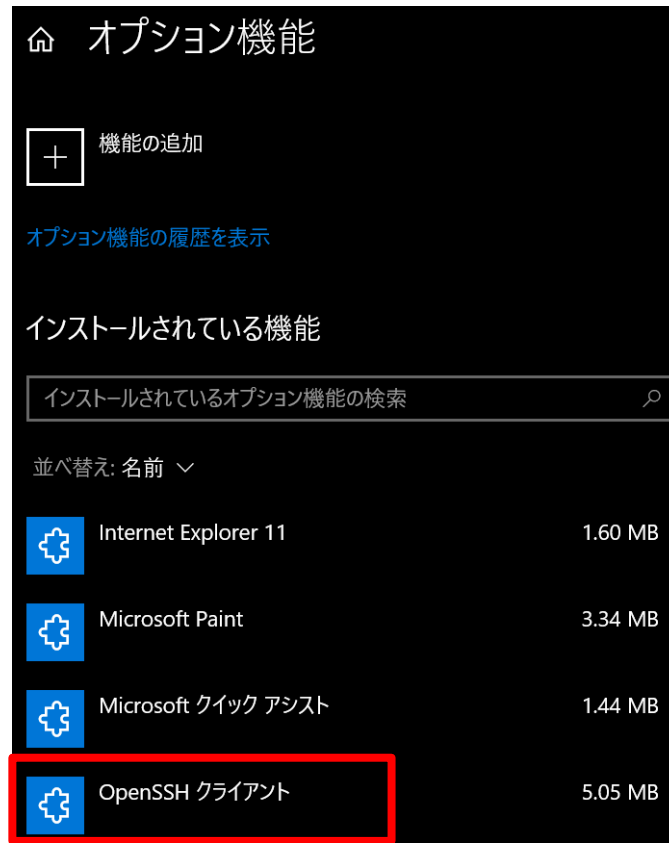 オプション機能
機能の追加
オプション機能の履歴を表示
インストールされている機能
インストールされているオプション機能の検索
並べ替え: 名前
Internet Explorer 11 1.60 MB
Microsoft Paint 3.34 MB
Microsoft クイック アシスト 1.44 MB
OpenSSH クライアント 5.05 MB